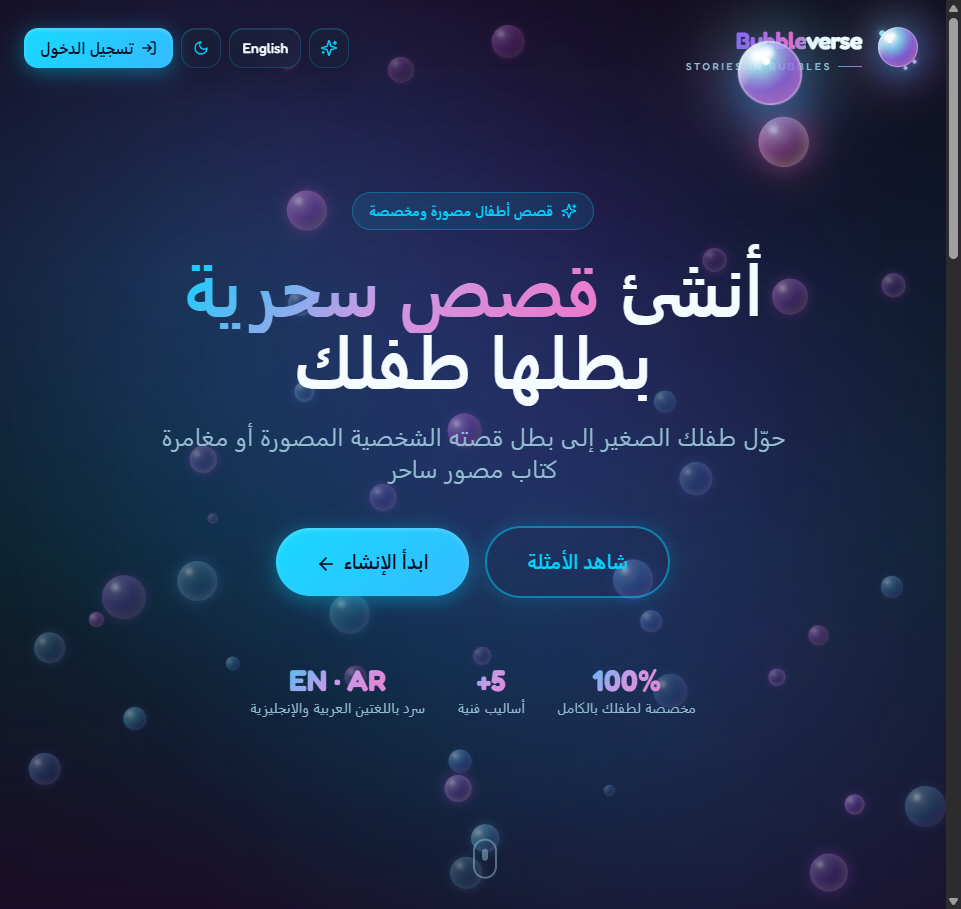 Bubbleverse
STORIES IN BUBBLES
English
تسجيل الدخول
قصص أطفال مصورة ومخصصة
أنشئ قصص سحرية
بطلها طفلك
حوّل طفلك الصغير إلى بطل قصته الشخصية المصورة أو مغامرة
كتاب مصور ساحر
شاهد الأمثلة
ابدأ الإنشاء ←
100%
مخصصة لطفلك بالكامل
+5
أساليب فنية
EN · AR
سرد باللغتين العربية والإنجليزية